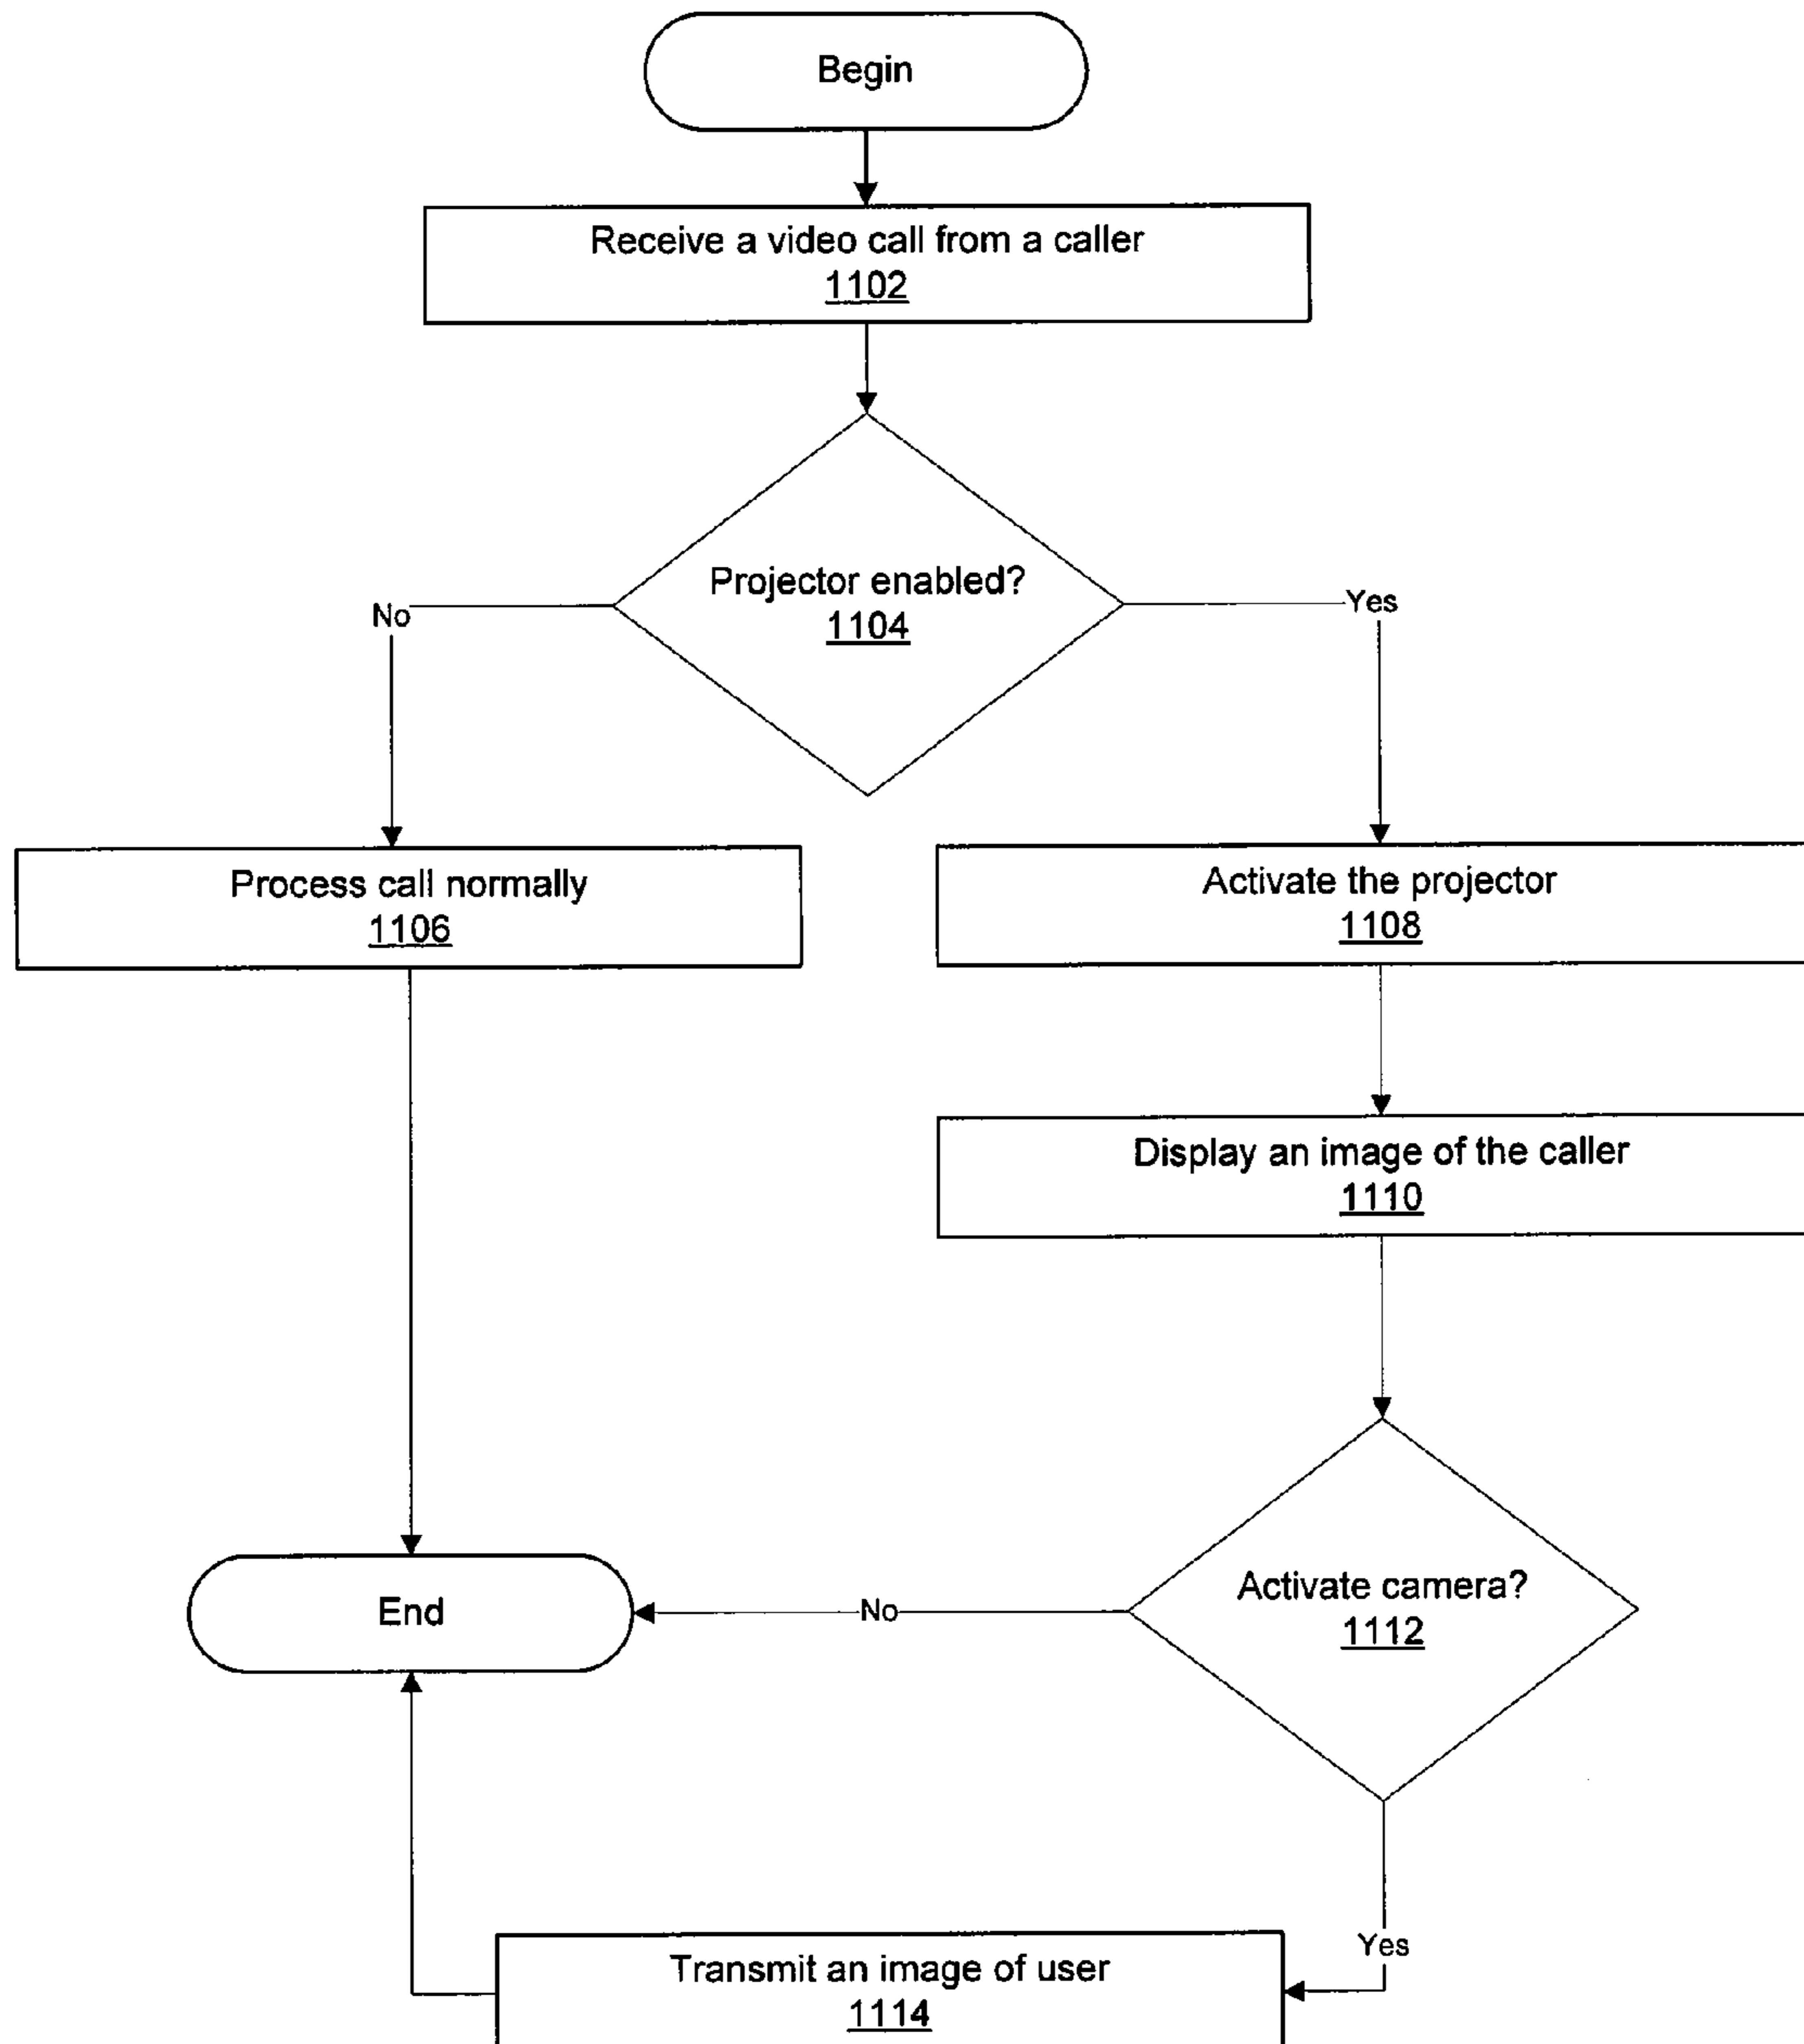 Begin
Receive a video call from a caller
1102
Projector enabled?
1104
No
Yes
Process call normally
1106
Activate the projector
1108
Display an image of the caller
1110
Activate camera?
1112
No
End
Yes
Transmit an image of user
1114